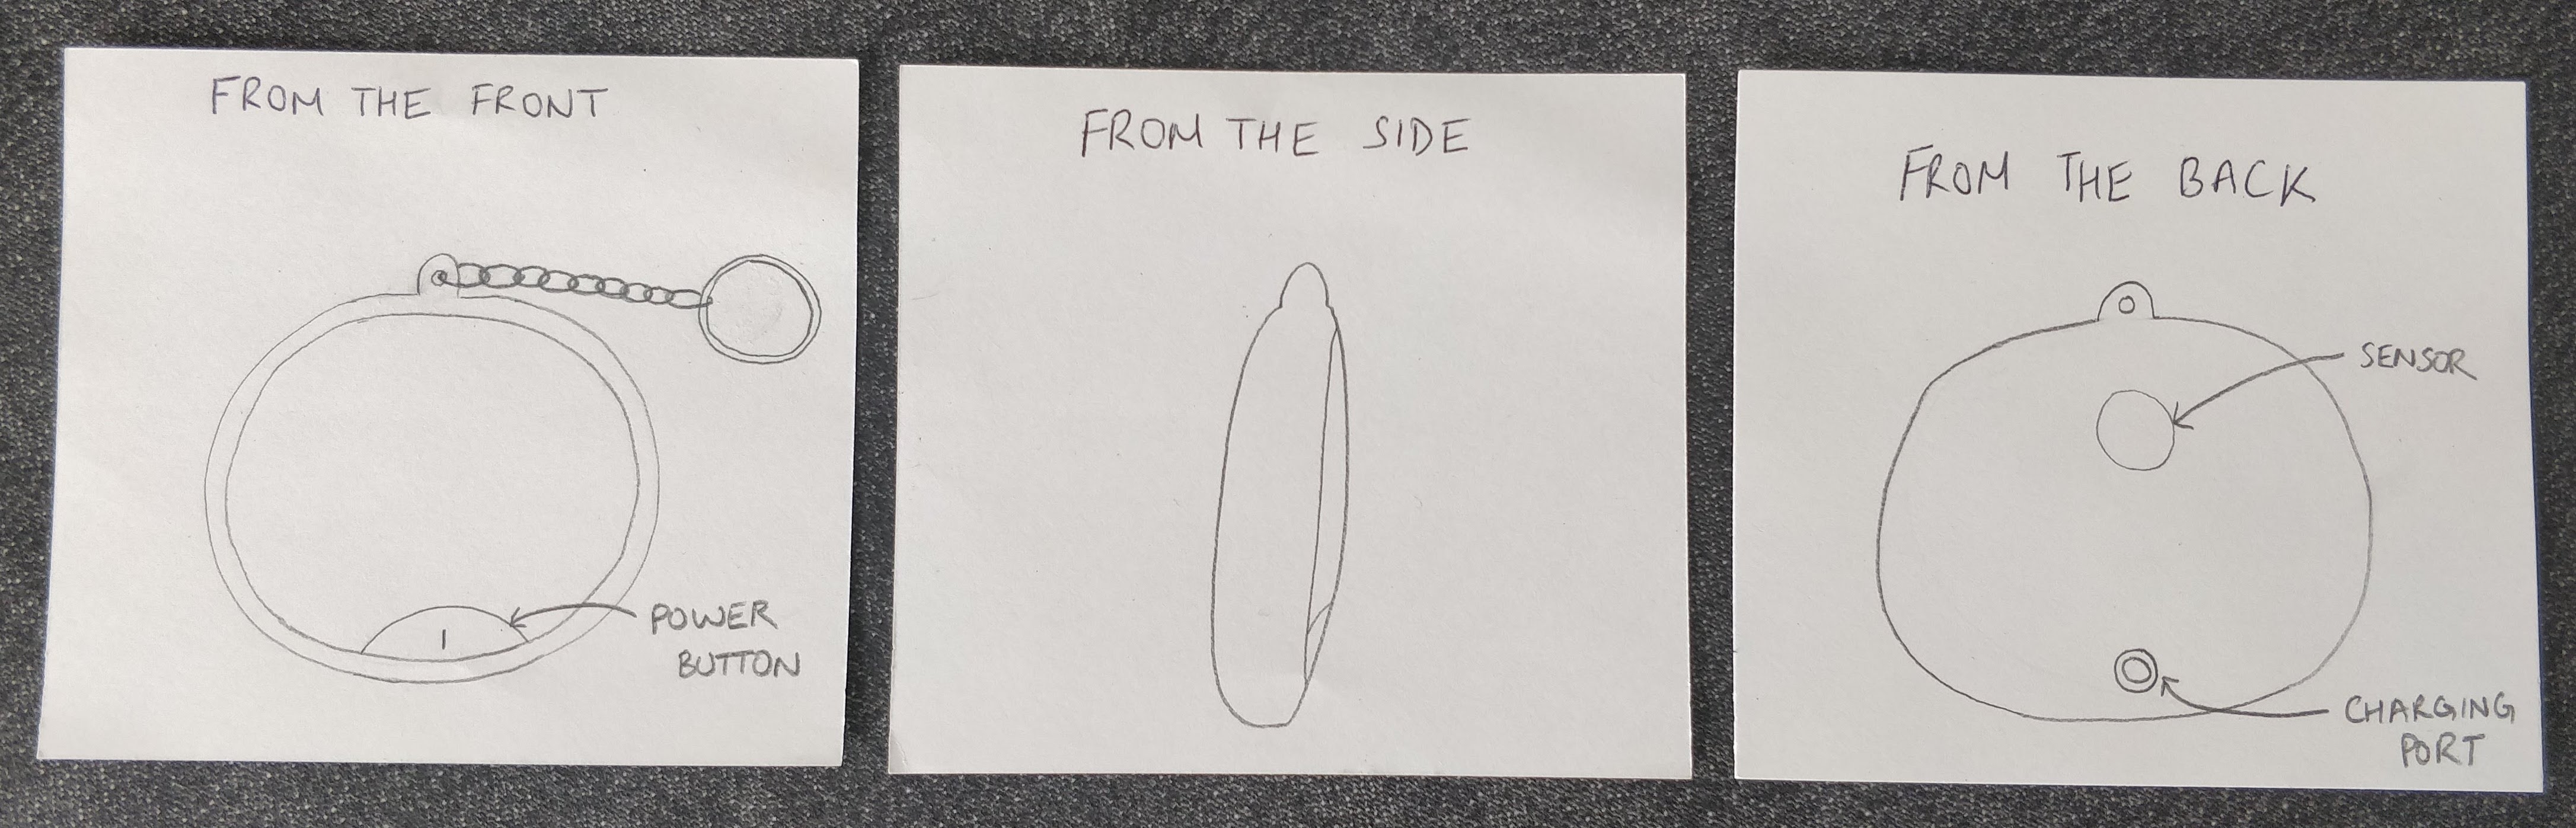 FROM THE FRONT
POWER
BUTTON
FROM THE SIDE
FROM THE BACK
SENSOR
CHARGING
PORT